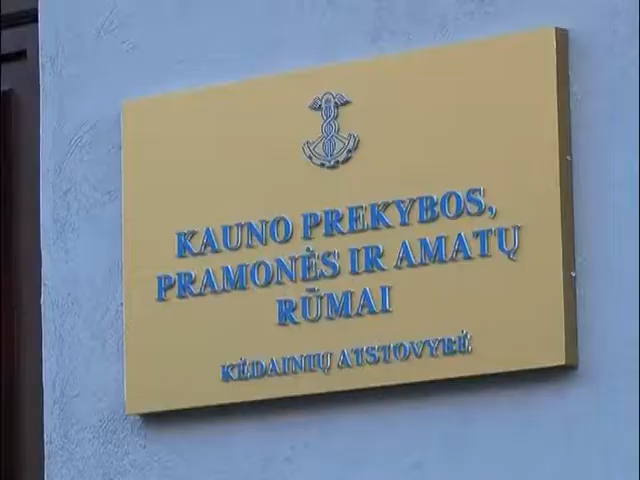 KAUNO PREKYBOS,
PRAMONĖS IR AMATŲ
RŪMAI
KĖDAINIŲ ATSTOVYBĖ